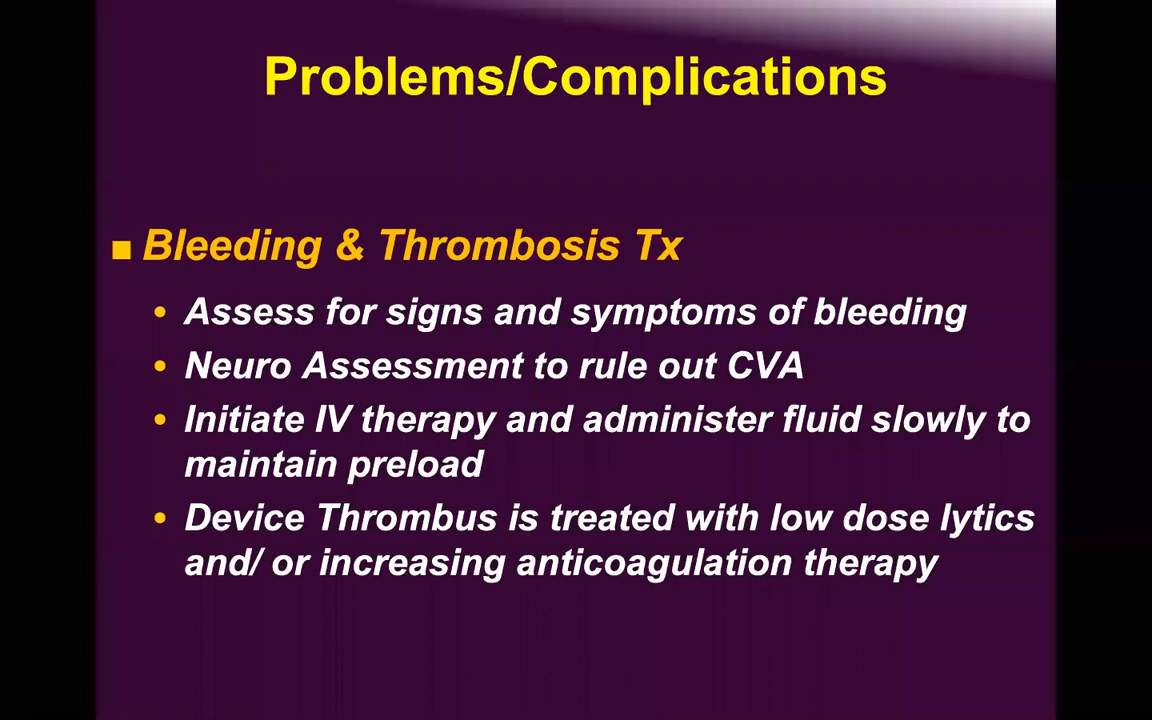 Problems/Complications
Bleeding & Thrombosis Tx
Assess for signs and symptoms of bleeding
Neuro Assessment to rule out CVA
Initiate IV therapy and administer fluid slowly to
maintain preload
Device Thrombus is treated with low dose lytics
and/ or increasing anticoagulation therapy